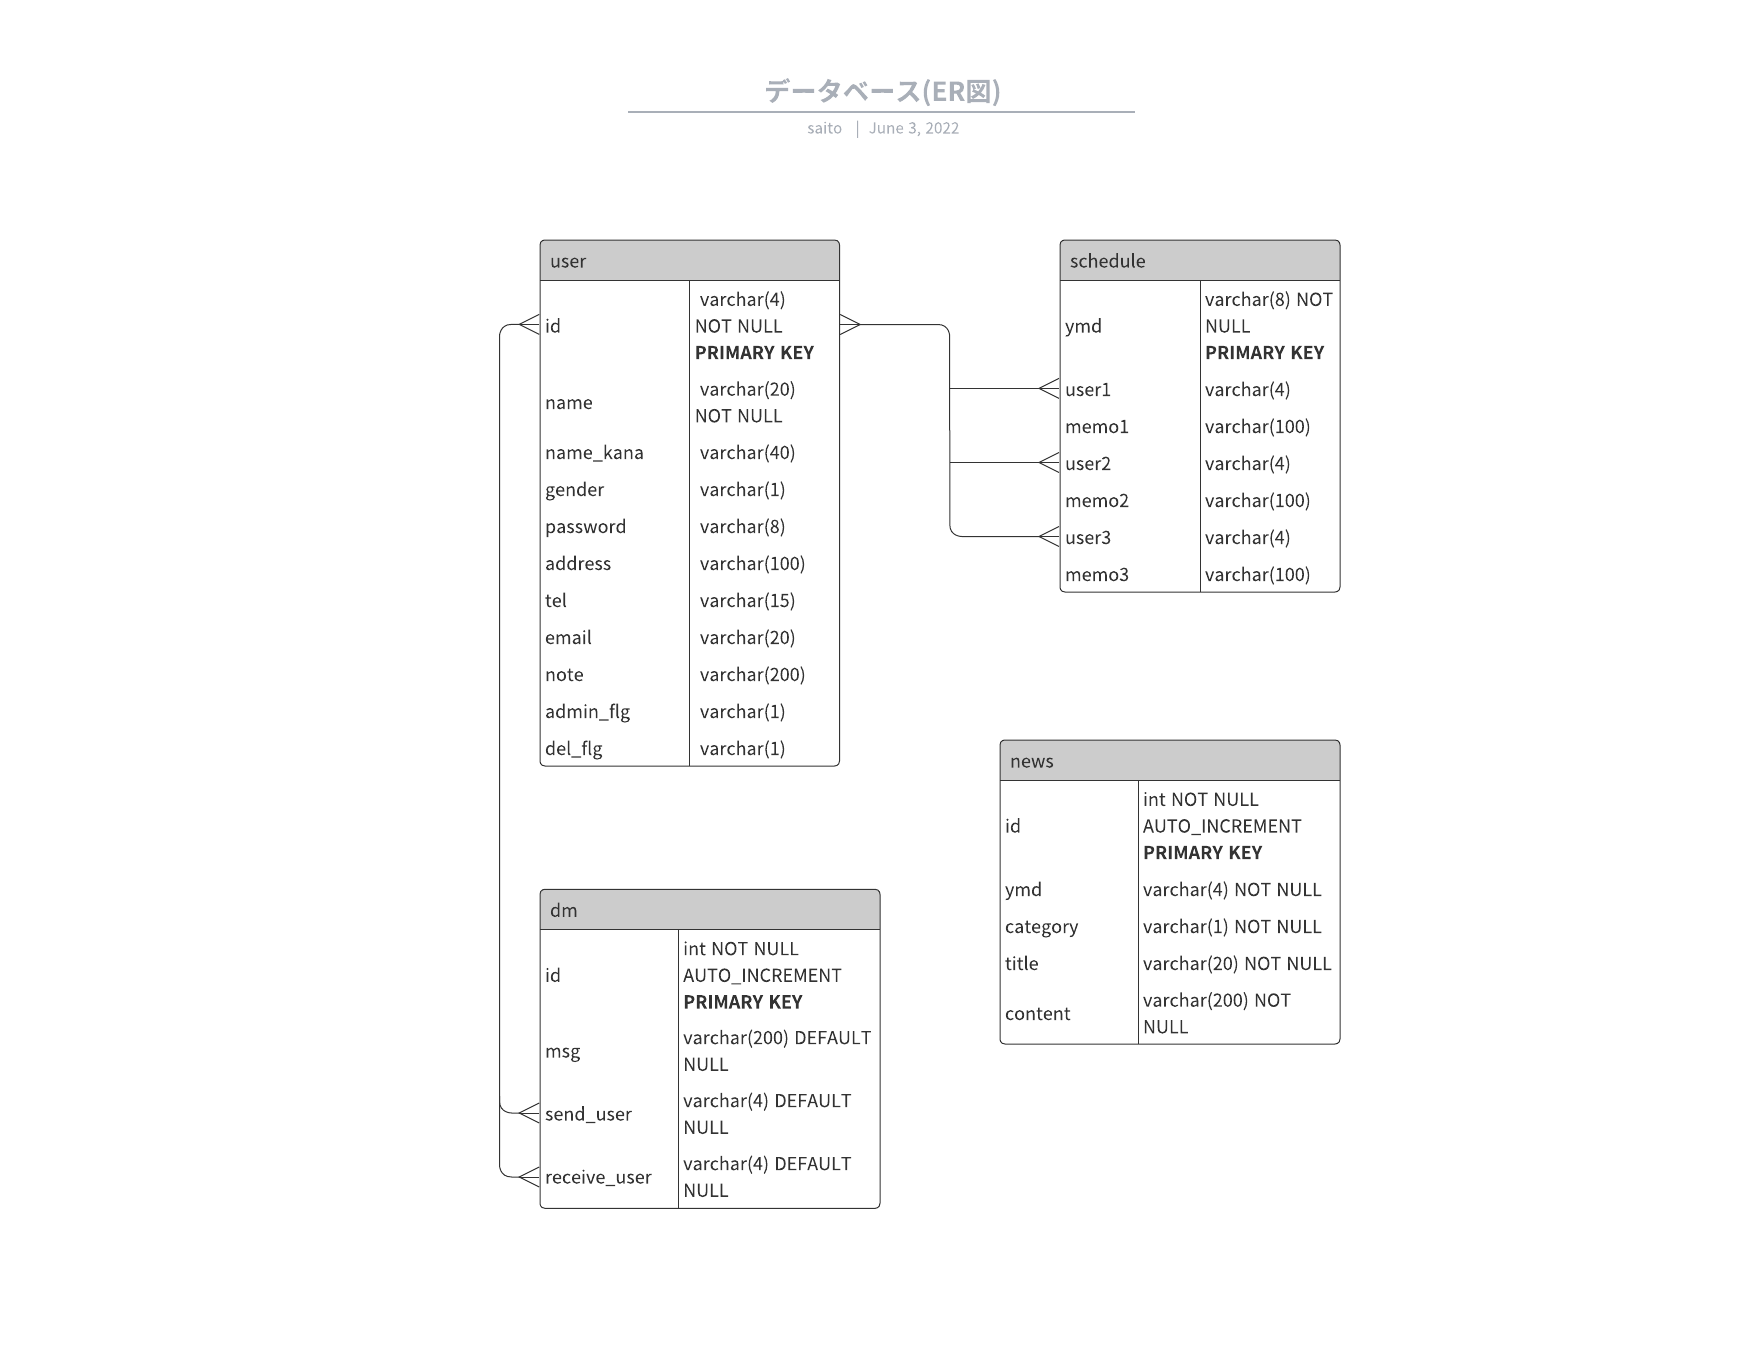 データベース(ER図)
saito | June 3, 2022
user
id
varchar(4)
NOT NULL
PRIMARY KEY
name
varchar(20)
NOT NULL
name_kana varchar(40)
gender varchar(1)
password varchar(8)
address varchar(100)
tel varchar(15)
email varchar(20)
note varchar(200)
admin_flg varchar(1)
del_flg varchar(1)
schedule
ymd
varchar(8) NOT
NULL
PRIMARY KEY
user1 varchar(4)
memo1 varchar(100)
user2 varchar(4)
memo2 varchar(100)
user3 varchar(4)
memo3 varchar(100)
dm
id
int NOT NULL
AUTO_INCREMENT
PRIMARY KEY
msg
varchar(200) DEFAULT
NULL
send_user
varchar(4) DEFAULT
NULL
receive_user
varchar(4) DEFAULT
NULL
news
id
int NOT NULL
AUTO_INCREMENT
PRIMARY KEY
ymd varchar(4) NOT NULL
category varchar(1) NOT NULL
title varchar(20) NOT NULL
content
varchar(200) NOT
NULL